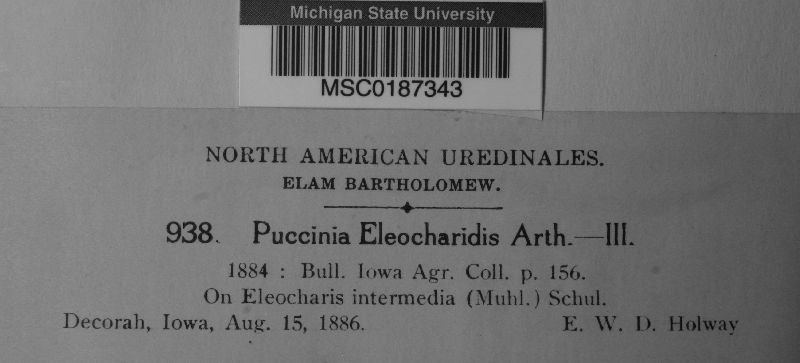 Michigan State University
MSC0187343
NORTH AMERICAN UREDINALES.
ELAM BARTHOLOMEW.
938. Puccinia Eleocharidis Arth.—III.
1884 : Bull. Iowa Agr. Coll. p. 156.
On Eleocharis intermedia (Muhl.) Schul.
Decorah, Iowa, Aug. 15, 1886. E. W. D. Holway